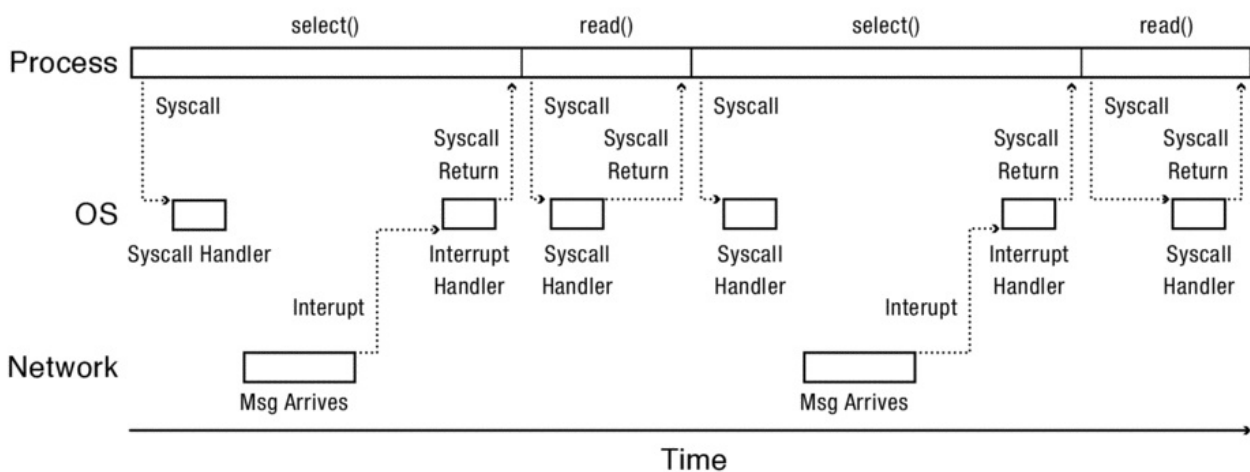 select()
read()
select()
read()
Process
Syscall
Syscall
Return
Syscall
Syscall
Return
Syscall
Syscall
Return
Syscall
Syscall
Return
OS
Syscall Handler
Interrupt
Handler
Syscall
Handler
Syscall
Handler
Interrupt
Handler
Syscall
Handler
Interupt
Interupt
Network
Msg Arrives
Msg Arrives
Time